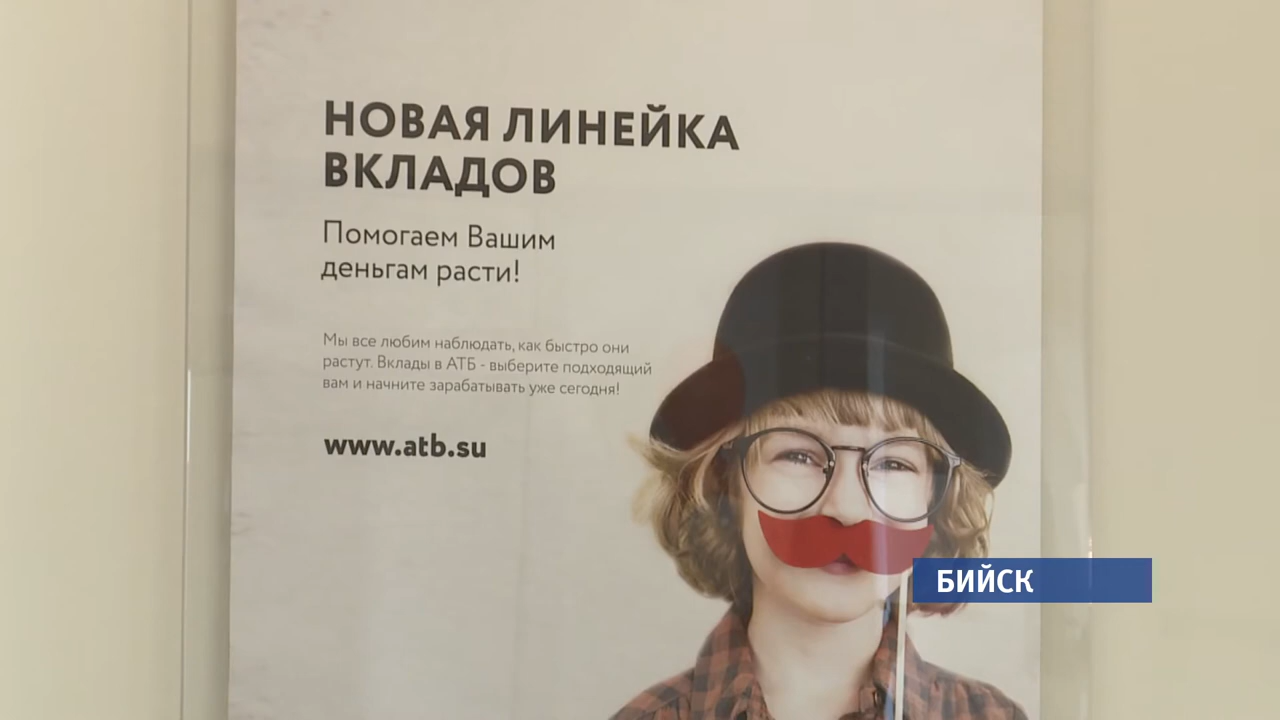 НОВАЯ ЛИНЕЙКА
ВКЛАДОВ
Помогаем Вашим
деньгам расти!
Мы все любим наблюдать, как быстро они
растут. Вклады в АТБ - выберите подходящий
вам и начните зарабатывать уже сегодня!
www.atb.su
БИЙСК